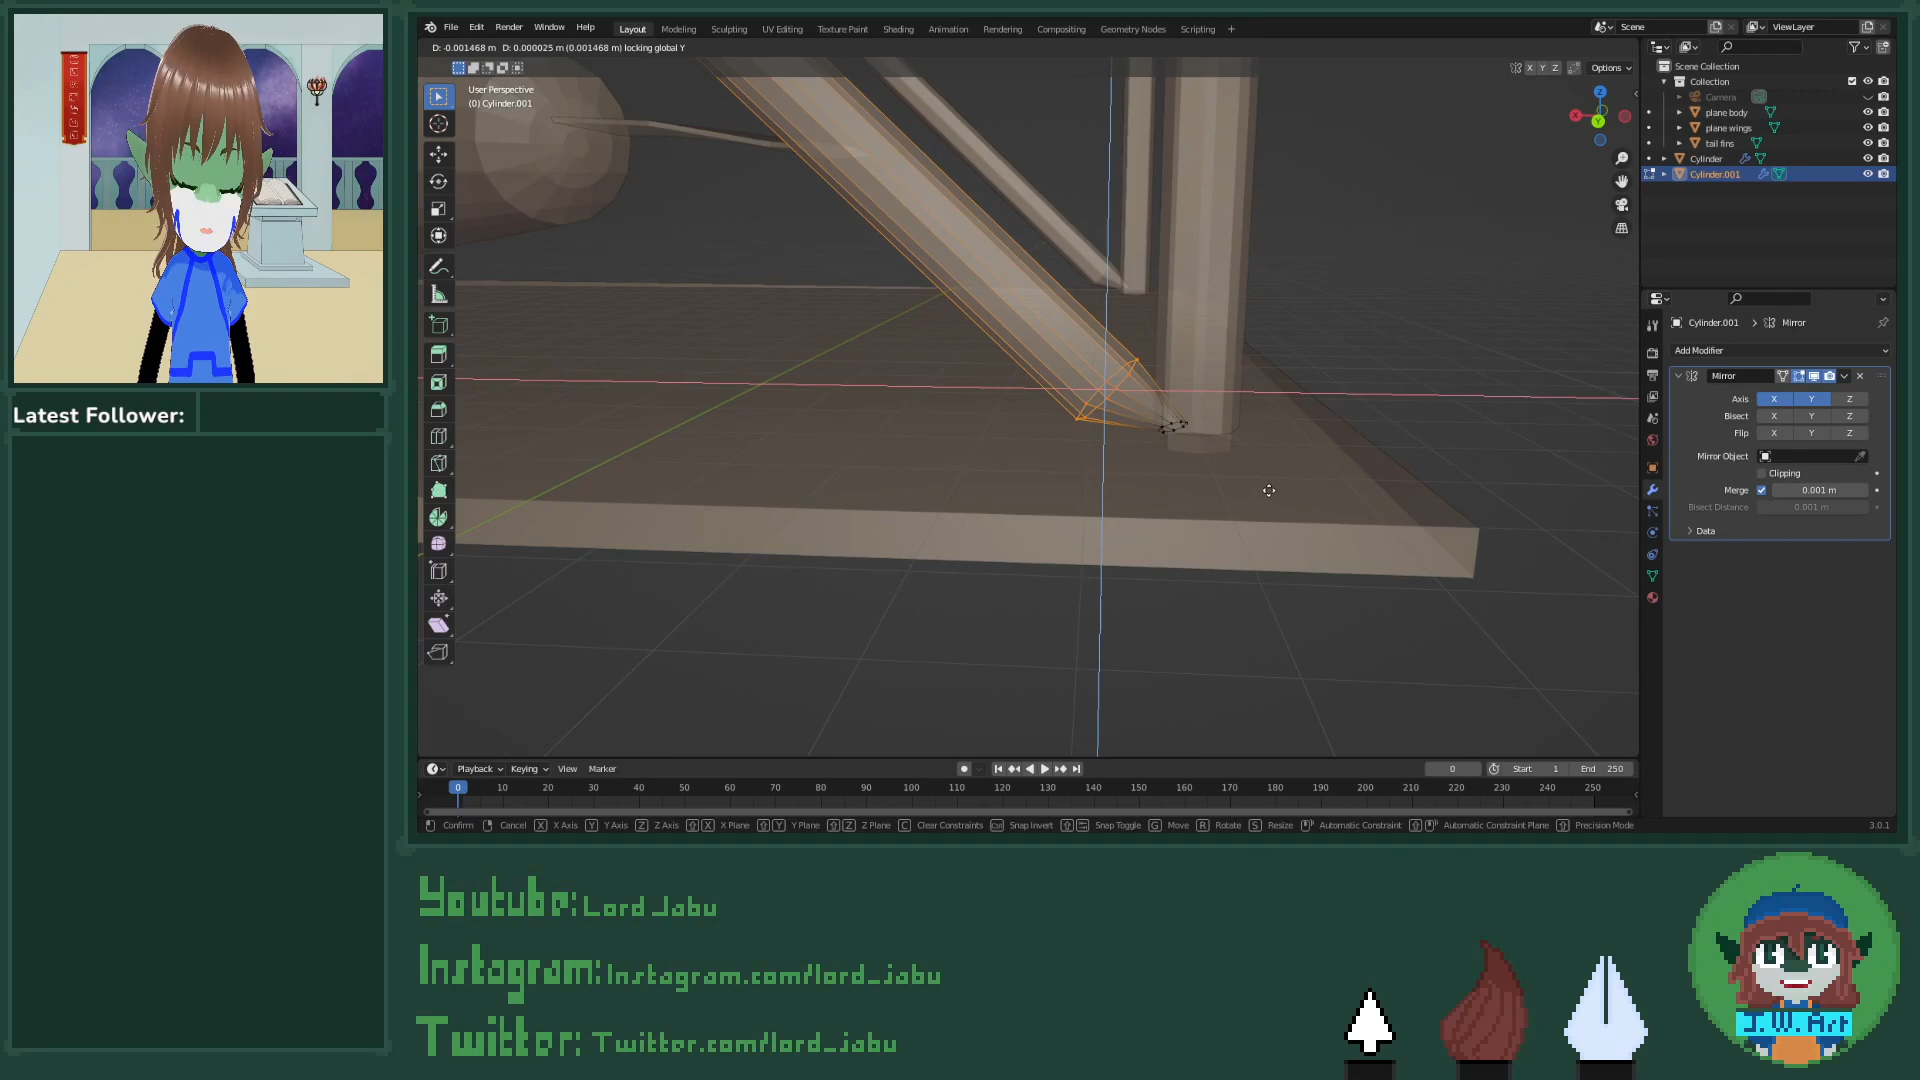 File Edit Render Window Help
Layout Modeling Sculpting UV Editing Texture Paint Shading Animation Rendering Compositing Geometry Nodes Scripting +
Scene
ViewLayer
D: -0.001468 m D: 0.000025 m (0.001468 m) locking global Y
X Y Z
Options
User Perspective
(0) Cylinder.001
Z
X
Y
Scene Collection
Collection
Camera
plane body
plane wings
tail fins
Cylinder
Cylinder.001
Cylinder.001 > Mirror
Add Modifier
Mirror
Axis X Y Z
Bisect X Y Z
Flip X Y Z
Mirror Object
Clipping
Merge 0.001 m
Bisect Distance 0.001 m
Data
Latest Follower:
Playback Keying View Marker
0 Start 1 End 250
0 10 20 30 40 50 60 70 80 90 100 110 120 130 140 150 160 170 180 190 200 210 220 230 240 250
Confirm Cancel X X Axis Y Y Axis Z Z Axis X X Plane Y Y Plane Z Z Plane C Clear Constraints Ctrl Snap Invert Snap Toggle G Move R Rotate S Resize Automatic Constraint Automatic Constraint Plane Precision Mode
3.0.1
Youtube: Lord Jabu
Instagram: Instagram.com/lord_jabu
Twitter: Twitter.com/lord_jabu
J.W. Art